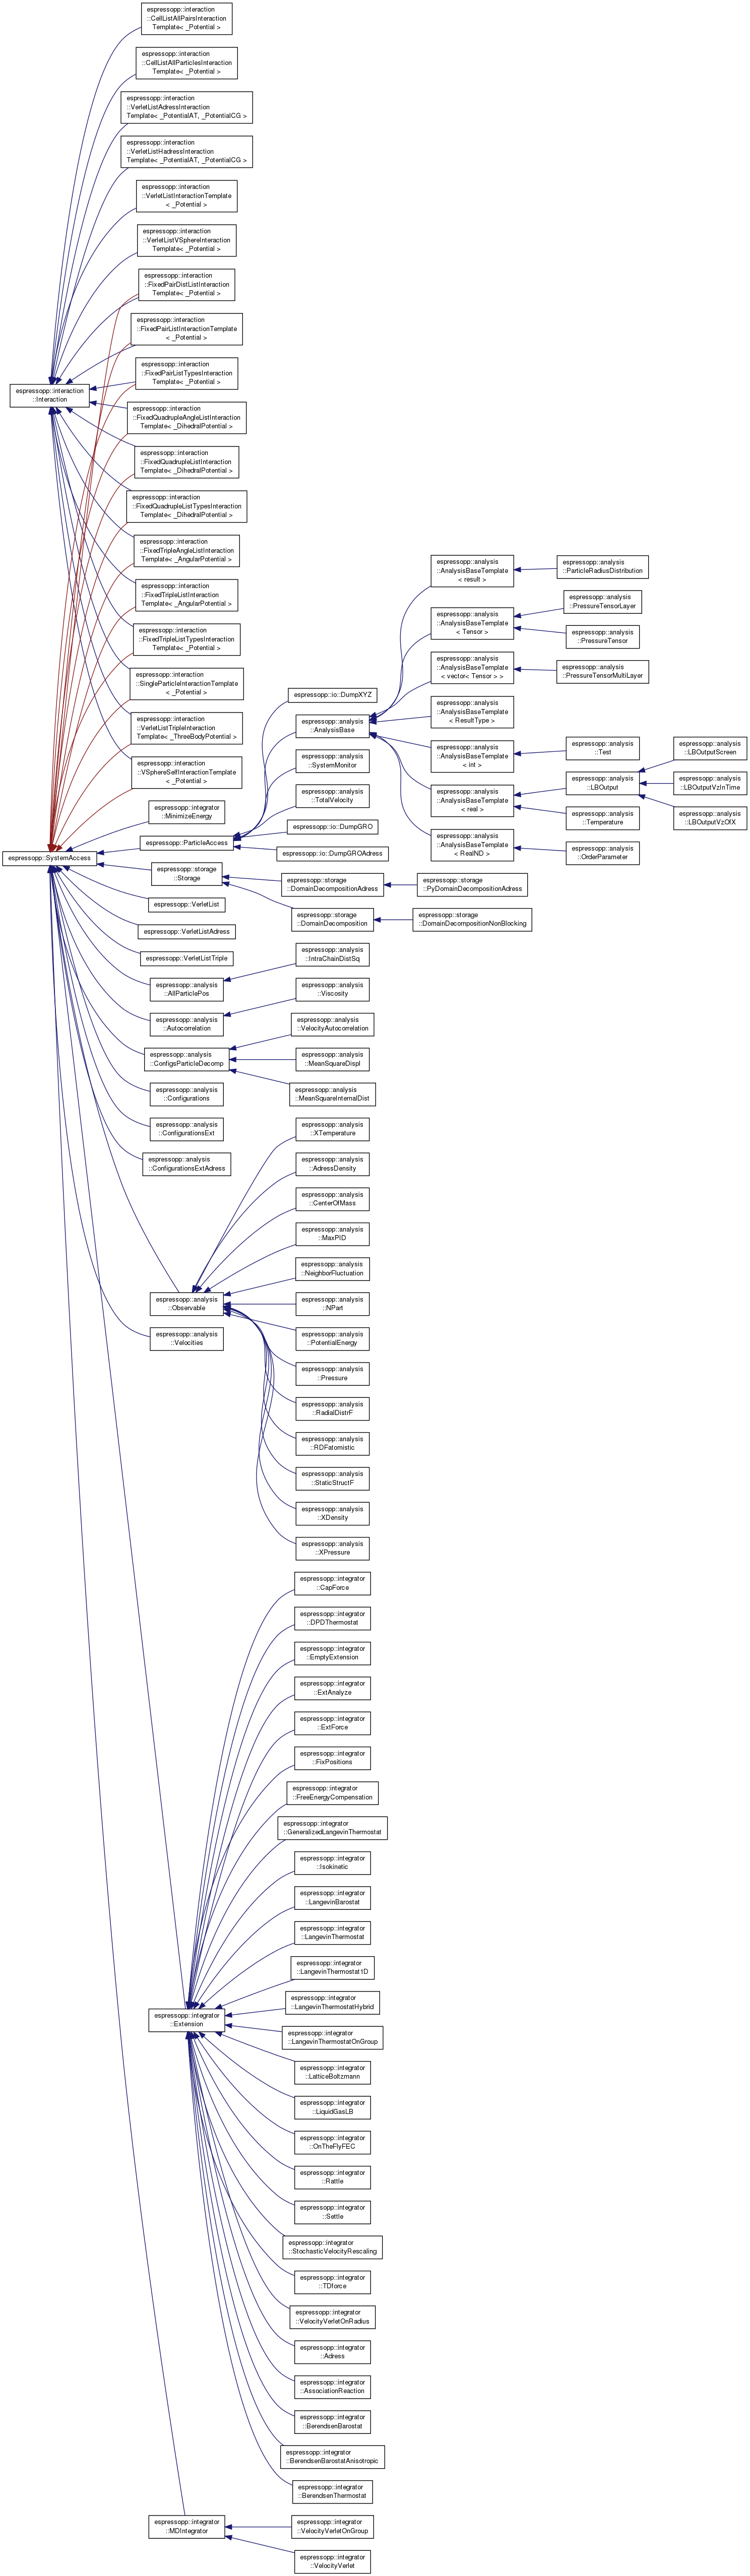 espressopp::interaction
::CellListAllPairsInteraction
Template< _Potential >
espressopp::interaction
::CellListAllParticlesInteraction
Template< _Potential >
espressopp::interaction
::VerletListAdressInteraction
Template< _PotentialAT, _PotentialCG >
espressopp::interaction
::VerletListHadressInteraction
Template< _PotentialAT, _PotentialCG >
espressopp::interaction
::VerletListInteractionTemplate
< _Potential >
espressopp::interaction
::VerletListVSphereInteraction
Template< _Potential >
espressopp::interaction
::FixedPairDistListInteraction
Template< _Potential >
espressopp::interaction
::FixedPairListInteractionTemplate
< _Potential >
espressopp::interaction
::FixedPairListTypesInteraction
Template< _Potential >
espressopp::interaction
::Interaction
espressopp::interaction
::FixedQuadrupleAngleListInteraction
Template< _DihedralPotential >
espressopp::interaction
::FixedQuadrupleListInteraction
Template< _DihedralPotential >
espressopp::interaction
::FixedQuadrupleListTypesInteraction
Template< _DihedralPotential >
espressopp::interaction
::FixedTripleAngleListInteraction
Template< _AngularPotential >
espressopp::interaction
::FixedTripleListInteraction
Template< _AngularPotential >
espressopp::interaction
::FixedTripleListTypesInteraction
Template< _Potential >
espressopp::interaction
::SingleParticleInteractionTemplate
< _Potential >
espressopp::interaction
::VerletListTripleInteraction
Template< _ThreeBodyPotential >
espressopp::interaction
::VSphereSelfInteractionTemplate
< _Potential >
espressopp::integrator
::MinimizeEnergy
espressopp::SystemAccess
espressopp::ParticleAccess
espressopp::storage
::Storage
espressopp::VerletList
espressopp::VerletListAdress
espressopp::VerletListTriple
espressopp::analysis
::AllParticlePos
espressopp::analysis
::Autocorrelation
espressopp::analysis
::ConfigsParticleDecomp
espressopp::analysis
::Configurations
espressopp::analysis
::ConfigurationsExt
espressopp::analysis
::ConfigurationsExtAdress
espressopp::analysis
::Observable
espressopp::analysis
::Velocities
espressopp::integrator
::Extension
espressopp::integrator
::MDIntegrator
espressopp::io::DumpXYZ
espressopp::analysis
::AnalysisBase
espressopp::analysis
::SystemMonitor
espressopp::analysis
::TotalVelocity
espressopp::io::DumpGRO
espressopp::io::DumpGROAdress
espressopp::analysis
::AnalysisBaseTemplate
< result >
espressopp::analysis
::ParticleRadiusDistribution
espressopp::analysis
::AnalysisBaseTemplate
< Tensor >
espressopp::analysis
::PressureTensorLayer
espressopp::analysis
::PressureTensor
espressopp::analysis
::AnalysisBaseTemplate
< vector< Tensor > >
espressopp::analysis
::PressureTensorMultiLayer
espressopp::analysis
::AnalysisBaseTemplate
< ResultType >
espressopp::analysis
::AnalysisBaseTemplate
< int >
espressopp::analysis
::Test
espressopp::analysis
::AnalysisBaseTemplate
< real >
espressopp::analysis
::LBOutput
espressopp::analysis
::Temperature
espressopp::analysis
::LBOutputScreen
espressopp::analysis
::LBOutputVzInTime
espressopp::analysis
::LBOutputVzOfX
espressopp::analysis
::AnalysisBaseTemplate
< RealND >
espressopp::analysis
::OrderParameter
espressopp::storage
::DomainDecompositionAdress
espressopp::storage
::PyDomainDecompositionAdress
espressopp::storage
::DomainDecomposition
espressopp::storage
::DomainDecompositionNonBlocking
espressopp::analysis
::IntraChainDistSq
espressopp::analysis
::Viscosity
espressopp::analysis
::VelocityAutocorrelation
espressopp::analysis
::MeanSquareDispl
espressopp::analysis
::MeanSquareInternalDist
espressopp::analysis
::XTemperature
espressopp::analysis
::AdressDensity
espressopp::analysis
::CenterOfMass
espressopp::analysis
::MaxPID
espressopp::analysis
::NeighborFluctuation
espressopp::analysis
::NPart
espressopp::analysis
::PotentialEnergy
espressopp::analysis
::Pressure
espressopp::analysis
::RadialDistrF
espressopp::analysis
::RDFatomistic
espressopp::analysis
::StaticStructF
espressopp::analysis
::XDensity
espressopp::analysis
::XPressure
espressopp::integrator
::CapForce
espressopp::integrator
::DPDThermostat
espressopp::integrator
::EmptyExtension
espressopp::integrator
::ExtAnalyze
espressopp::integrator
::ExtForce
espressopp::integrator
::FixPositions
espressopp::integrator
::FreeEnergyCompensation
espressopp::integrator
::GeneralizedLangevinThermostat
espressopp::integrator
::Isokinetic
espressopp::integrator
::LangevinBarostat
espressopp::integrator
::LangevinThermostat
espressopp::integrator
::LangevinThermostat1D
espressopp::integrator
::LangevinThermostatHybrid
espressopp::integrator
::LangevinThermostatOnGroup
espressopp::integrator
::LatticeBoltzmann
espressopp::integrator
::LiquidGasLB
espressopp::integrator
::OnTheFlyFEC
espressopp::integrator
::Rattle
espressopp::integrator
::Settle
espressopp::integrator
::StochasticVelocityRescaling
espressopp::integrator
::TDforce
espressopp::integrator
::VelocityVerletOnRadius
espressopp::integrator
::Adress
espressopp::integrator
::AssociationReaction
espressopp::integrator
::BerendsenBarostat
espressopp::integrator
::BerendsenBarostatAnisotropic
espressopp::integrator
::BerendsenThermostat
espressopp::integrator
::VelocityVerletOnGroup
espressopp::integrator
::VelocityVerlet